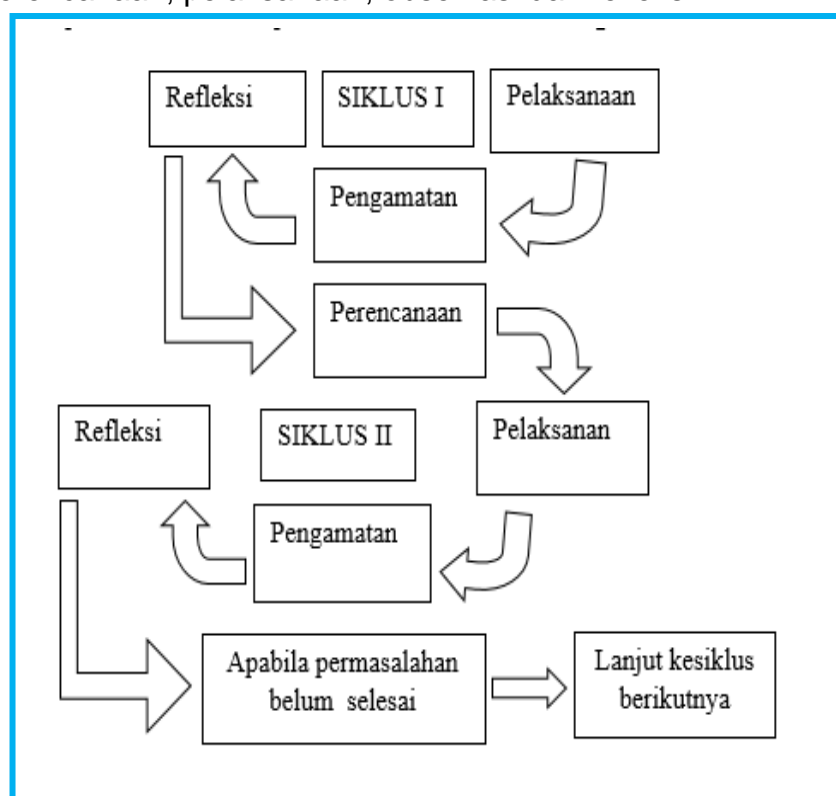 Refleksi
SIKLUS I
Pelaksanaan
Pengamatan
Perencanaan
Refleksi
SIKLUS II
Pelaksanan
Pengamatan
Apabila permasalahan
belum selesai
Lanjut kesiklus
berikutnya